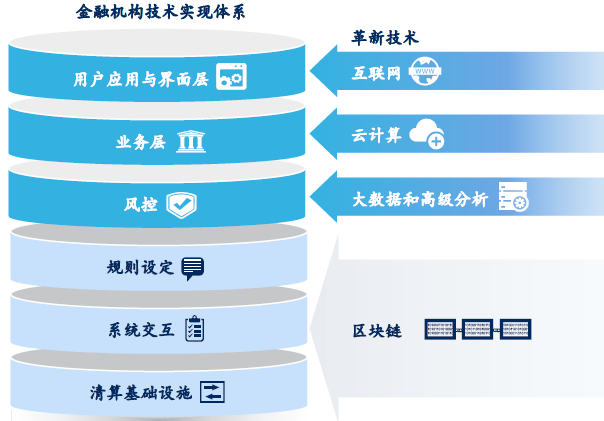 金融机构技术实现体系
革新技术
用户应用与界面层
互联网
WWW
业务层
云计算
风控
大数据和高级分析
规则设定
系统交互
区块链
清算基础设施